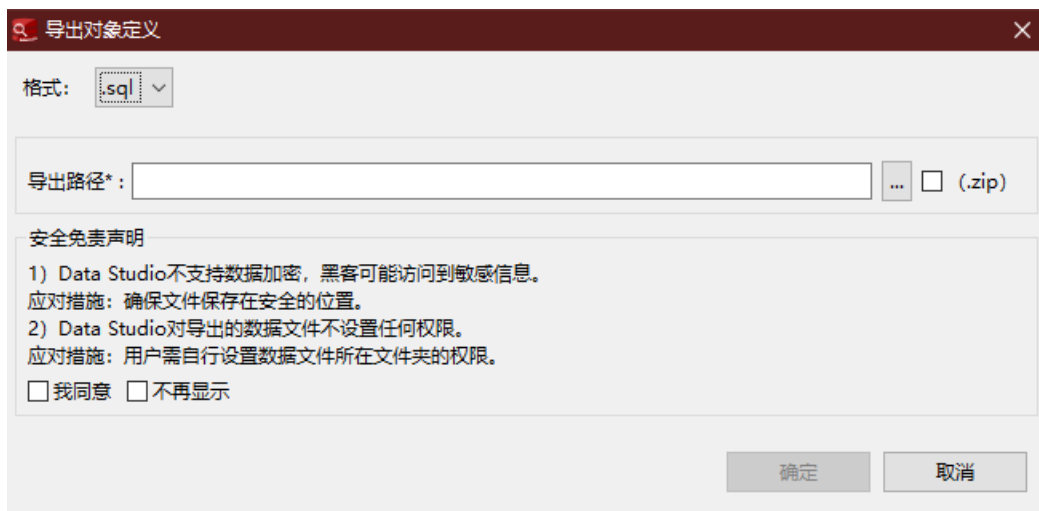 导出对象定义
格式： .sql
导出路径*： ... (.zip)
安全免责声明
1）Data Studio不支持数据加密，黑客可能访问到敏感信息。
应对措施：确保文件保存在安全的位置。
2）Data Studio对导出的数据文件不设置任何权限。
应对措施：用户需自行设置数据文件所在文件夹的权限。
我同意 不再显示
确定 取消